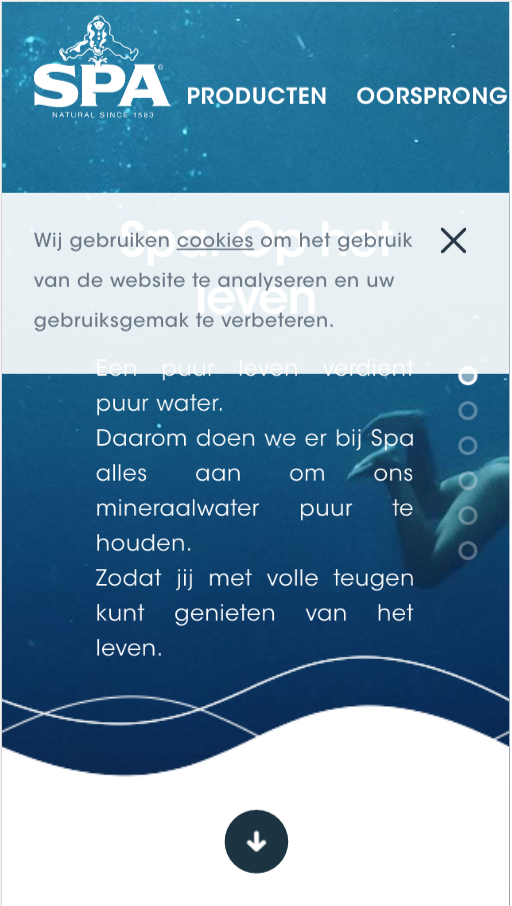 SPA
NATURAL SINCE 1583
PRODUCTEN
OORSPRONG
Spa. Op het
leven
Wij gebruiken cookies om het gebruik
van de website te analyseren en uw
gebruiksgemak te verbeteren.
Een puur leven verdient
puur water.
Daarom doen we er bij Spa
alles aan om ons
mineraalwater puur te
houden.
Zodat jij met volle teugen
kunt genieten van het
leven.